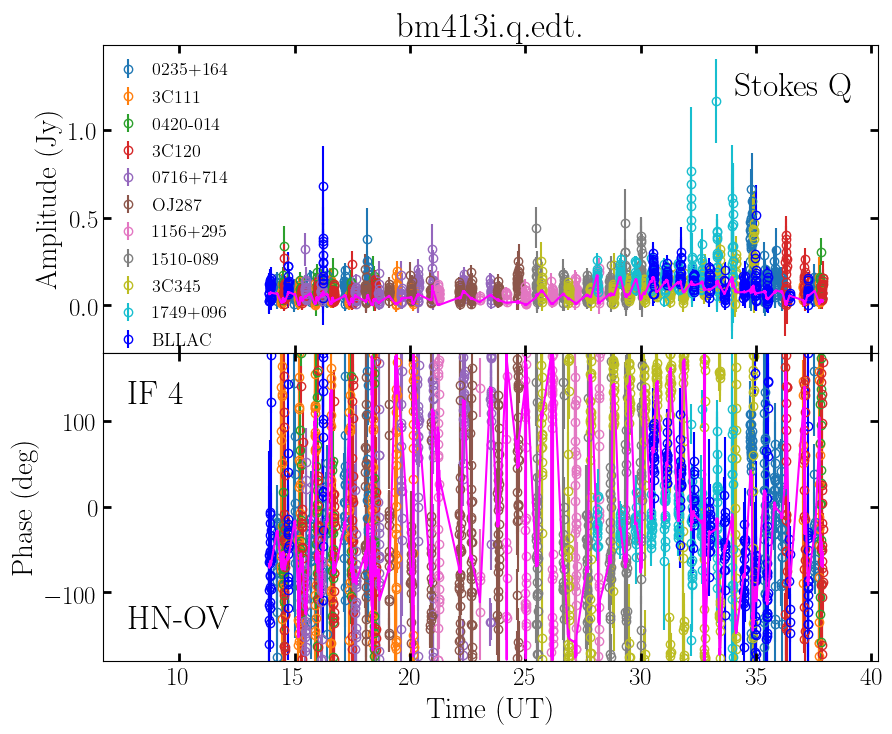 bm413i.q.edt.
Stokes Q
0235+164
3C111
0420-014
3C120
0716+714
OJ287
1156+295
1510-089
3C345
1749+096
BLLAC
Amplitude (Jy)
1.0
0.5
0.0
IF 4
HN-OV
Phase (deg)
100
0
−100
10 15 20 25 30 35 40
Time (UT)